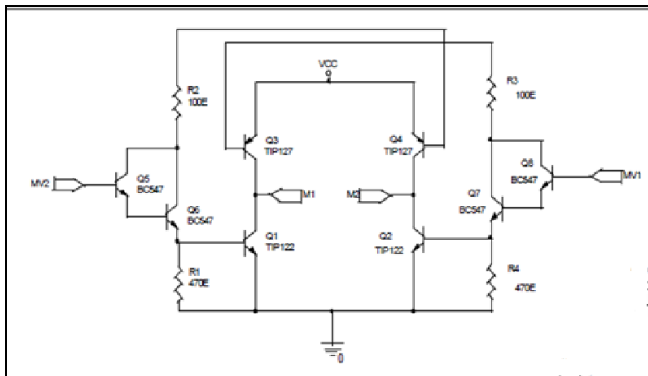 VCC
R2
100E
R3
100E
Q3
TIP127
Q4
TIP127
MV2
Q5
BC547
Q8
BC547
MV1
Q6
BC547
M1
M2
Q7
BC547
Q1
TIP122
Q2
TIP122
R1
470E
R4
470E
0